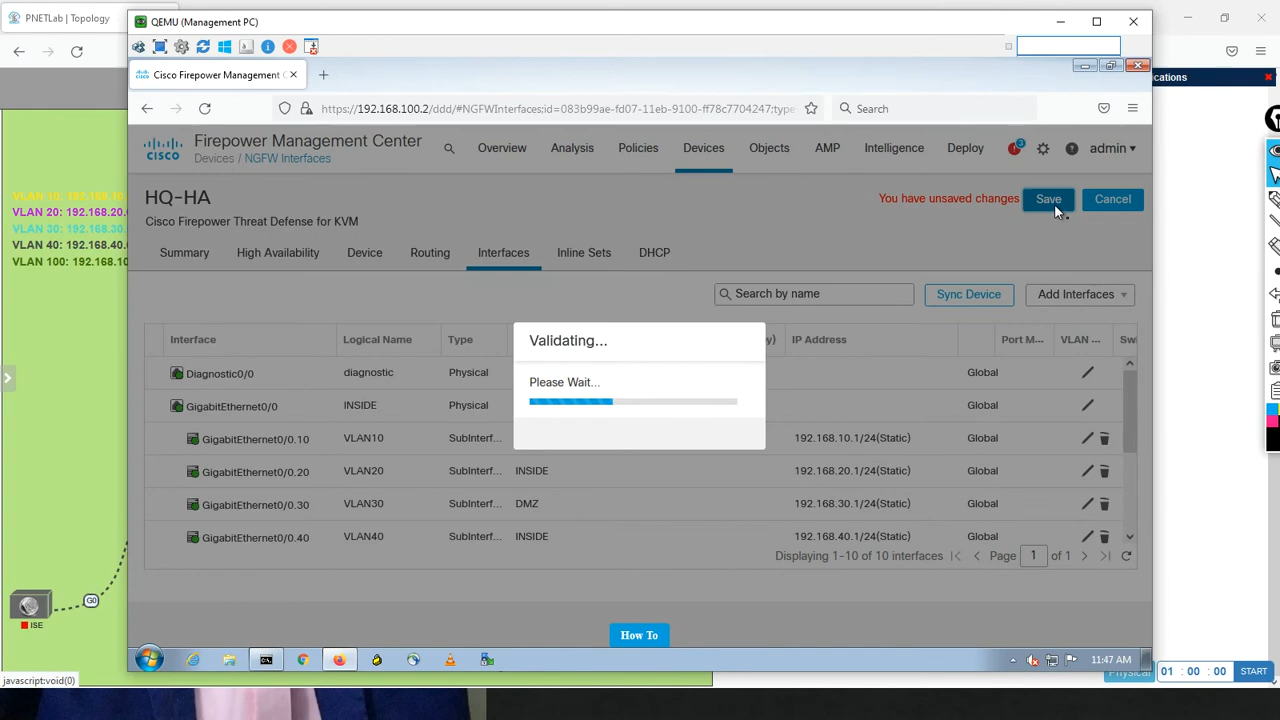 PNETLab | Topology
QEMU (Management PC)
Cisco Firepower Management C
ications
https://192.168.100.2/ddd/#NGFWInterfaces;id=083b99ae-fd07-11eb-9100-ff78c7704247;type
Search
CISCO
Firepower Management Center
Devices / NGFW Interfaces
Overview
Analysis
Policies
Devices
Objects
AMP
Intelligence
Deploy
3
admin
HQ-HA
You have unsaved changes
Save
Cancel
Cisco Firepower Threat Defense for KVM
Summary
High Availability
Device
Routing
Interfaces
Inline Sets
DHCP
Search by name
Sync Device
Add Interfaces
Interface Logical Name Type y) IP Address Port M... VLAN ... Sw
Diagnostic0/0 diagnostic Physical Global
GigabitEthernet0/0 INSIDE Physical Global
GigabitEthernet0/0.10 VLAN10 SubInterf... 192.168.10.1/24(Static) Global
GigabitEthernet0/0.20 VLAN20 SubInterf... INSIDE 192.168.20.1/24(Static) Global
GigabitEthernet0/0.30 VLAN30 SubInterf... DMZ 192.168.30.1/24(Static) Global
GigabitEthernet0/0.40 VLAN40 SubInterf... INSIDE 192.168.40.1/24(Static) Global
Validating...
Please Wait...
Displaying 1-10 of 10 interfaces
Page 1 of 1
How To
VLAN 10: 192.168.10
VLAN 20: 192.168.20.
VLAN 30: 192.168.30.
VLAN 40: 192.168.40.
VLAN 100: 192.168.10
G0
ISE
11:47 AM
javascript:void(0)
Physical
01 : 00 : 00
START